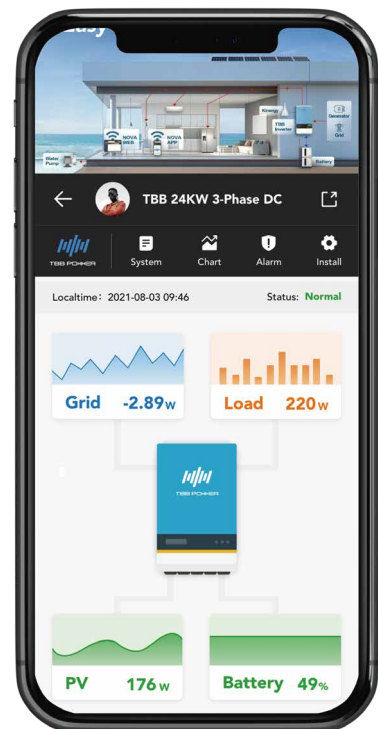 Easy
Kinergy
TBB
Inverter
Generator
Grid
NOVA
WEB
NOVA
APP
Water
Pump
Battery
TBB 24KW 3-Phase DC
TBB POWER
System
Chart
Alarm
Install
Localtime: 2021-08-03 09:46
Status: Normal
Grid -2.89w
Load 220w
TBB POWER
PV 176w
Battery 49%